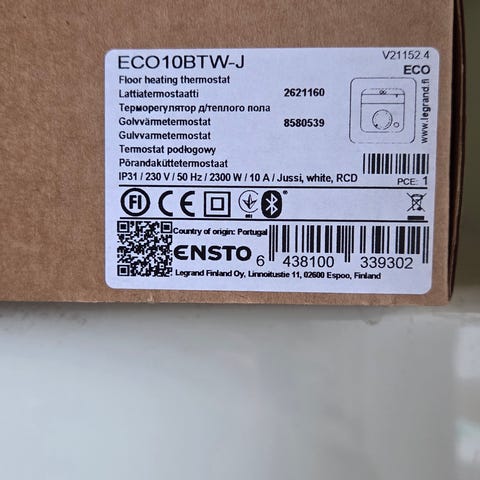 ECO10BTW-J
V21152.4
Floor heating thermostat
ECO
Lattiatermostaatti 2621160
Терморегулятор д/теплого пола
Golvvärmetermostat 8580539
Gulvvarmetermostat
Termostat podłogowy
Põrandaküttetermostaat
www.legrand.fi
IP31 / 230 V / 50 Hz / 2300 W / 10 A / Jussi, white, RCD
PCE: 1
FI CE
Country of origin: Portugal
ENSTO
6 438100 339302
Legrand Finland Oy, Linnoitustie 11, 02600 Espoo, Finland